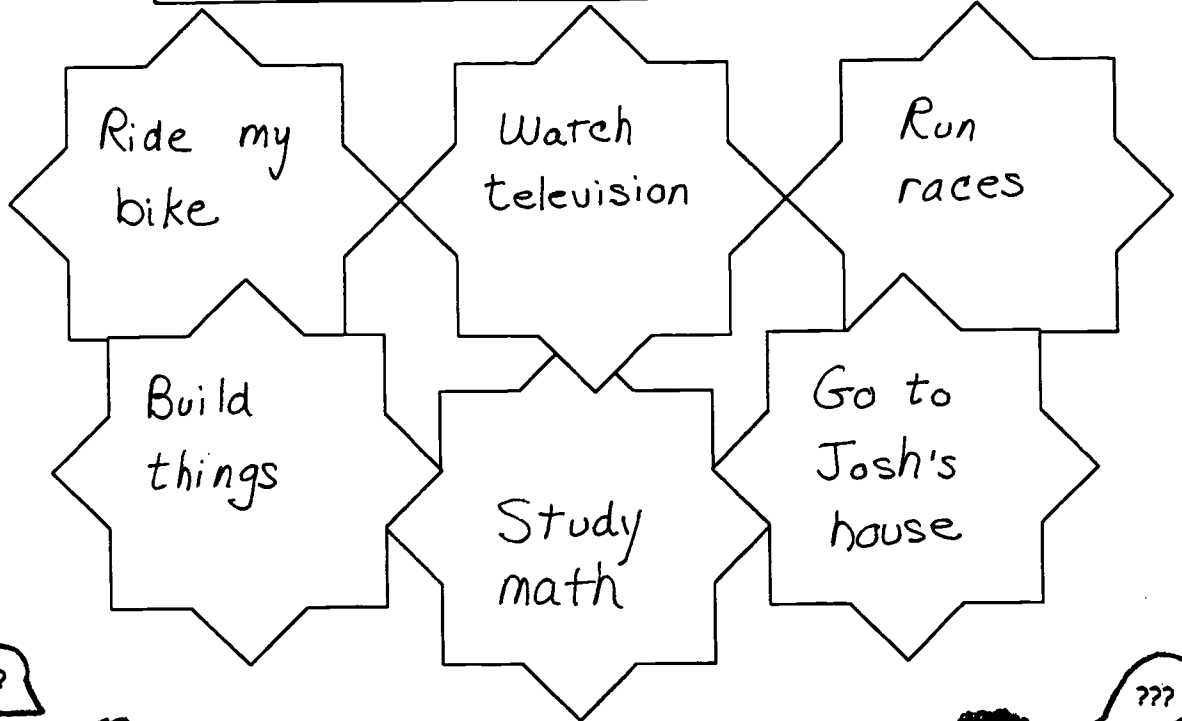 Ride my
bike
Watch
television
Run
races
Build
things
Study
math
Go to
Josh's
house
?
???